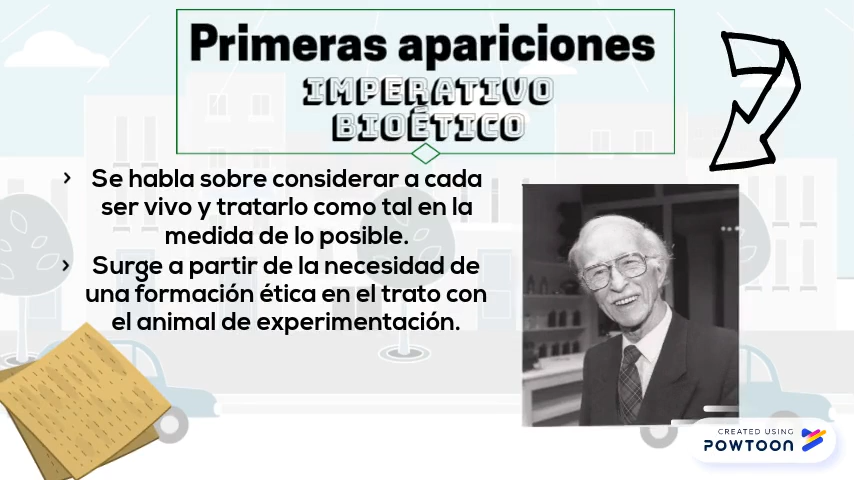 Primeras apariciones
IMPERATIVO
BIOÉTICO
› Se habla sobre considerar a cada
ser vivo y tratarlo como tal en la
medida de lo posible.
› Surge a partir de la necesidad de
una formación ética en el trato con
el animal de experimentación.
CREATED USING
POWTOON